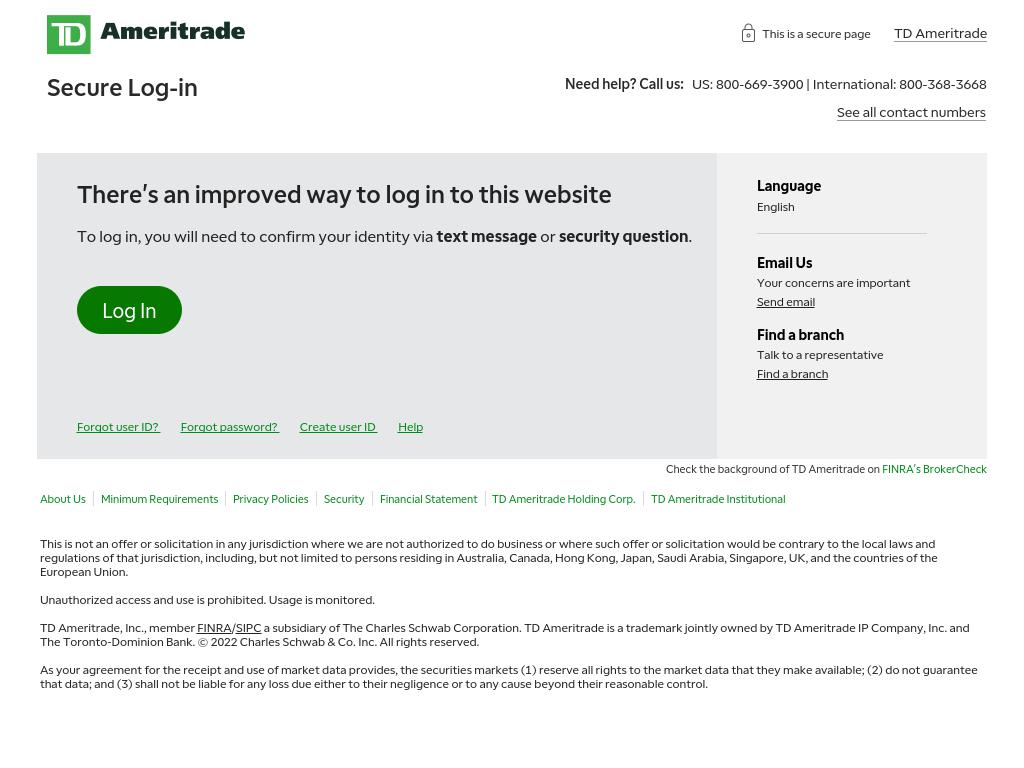 TD Ameritrade
This is a secure page
TD Ameritrade
Secure Log-in
Need help? Call us: US: 800-669-3900 | International: 800-368-3668
See all contact numbers
There's an improved way to log in to this website
To log in, you will need to confirm your identity via text message or security question.
Log In
Forgot user ID? Forgot password? Create user ID Help
Language
English
Email Us
Your concerns are important
Send email
Find a branch
Talk to a representative
Find a branch
Check the background of TD Ameritrade on FINRA's BrokerCheck
About Us | Minimum Requirements | Privacy Policies | Security | Financial Statement | TD Ameritrade Holding Corp. | TD Ameritrade Institutional
This is not an offer or solicitation in any jurisdiction where we are not authorized to do business or where such offer or solicitation would be contrary to the local laws and
regulations of that jurisdiction, including, but not limited to persons residing in Australia, Canada, Hong Kong, Japan, Saudi Arabia, Singapore, UK, and the countries of the
European Union.
Unauthorized access and use is prohibited. Usage is monitored.
TD Ameritrade, Inc., member FINRA/SIPC a subsidiary of The Charles Schwab Corporation. TD Ameritrade is a trademark jointly owned by TD Ameritrade IP Company, Inc. and
The Toronto-Dominion Bank. © 2022 Charles Schwab & Co. Inc. All rights reserved.
As your agreement for the receipt and use of market data provides, the securities markets (1) reserve all rights to the market data that they make available; (2) do not guarantee
that data; and (3) shall not be liable for any loss due either to their negligence or to any cause beyond their reasonable control.